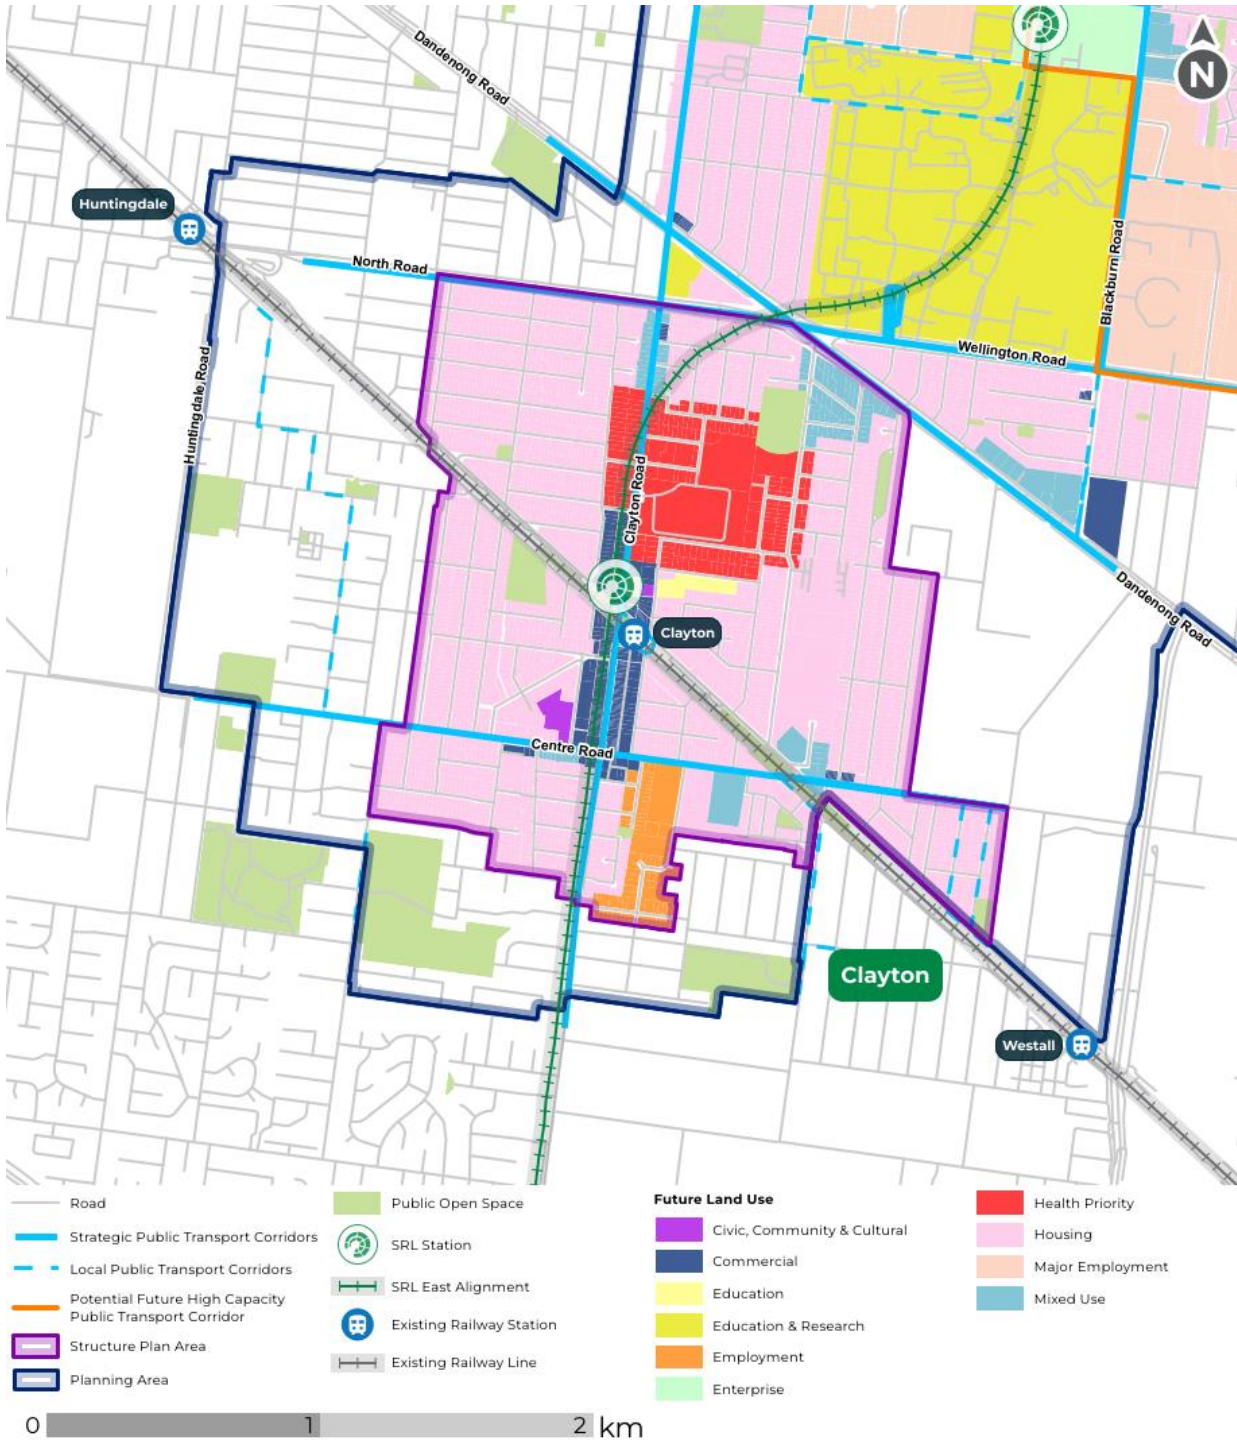 Dandenong Road
N
Huntingdale
North Road
Blackburn Road
Wellington Road
Huntingdale Road
Clayton Road
Clayton
Dandenong Road
Centre Road
Clayton
Westall
Road
Strategic Public Transport Corridors
Local Public Transport Corridors
Potential Future High Capacity
Public Transport Corridor
Structure Plan Area
Planning Area
Public Open Space
SRL Station
SRL East Alignment
Existing Railway Station
Existing Railway Line
Future Land Use
Civic, Community & Cultural
Commercial
Education
Education & Research
Employment
Enterprise
Health Priority
Housing
Major Employment
Mixed Use
0 1 2 km